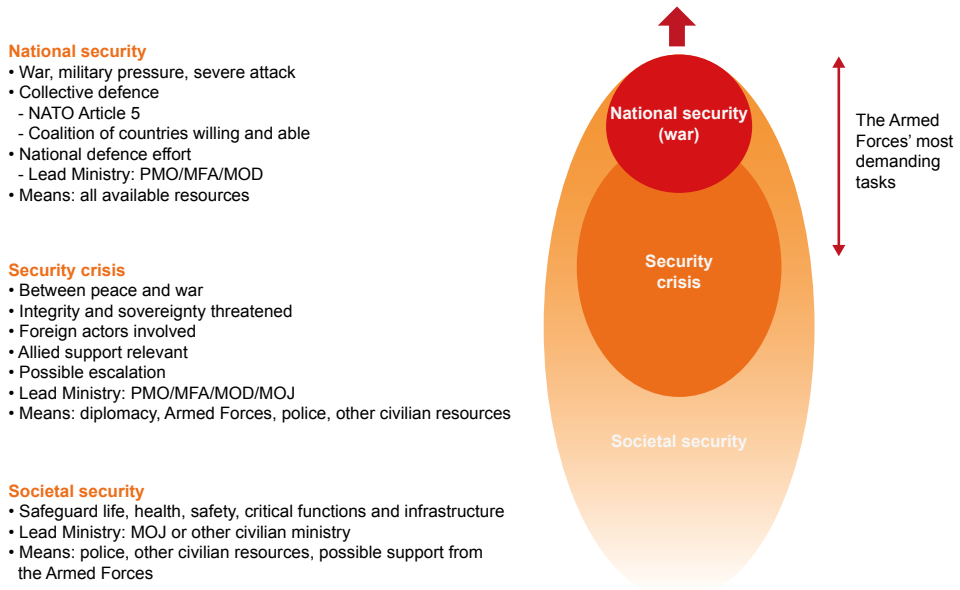 National security
• War, military pressure, severe attack
• Collective defence
- NATO Article 5
- Coalition of countries willing and able
• National defence effort
- Lead Ministry: PMO/MFA/MOD
• Means: all available resources
Security crisis
• Between peace and war
• Integrity and sovereignty threatened
• Foreign actors involved
• Allied support relevant
• Possible escalation
• Lead Ministry: PMO/MFA/MOD/MOJ
• Means: diplomacy, Armed Forces, police, other civilian resources
Societal security
• Safeguard life, health, safety, critical functions and infrastructure
• Lead Ministry: MOJ or other civilian ministry
• Means: police, other civilian resources, possible support from
the Armed Forces
National security
(war)
Security
crisis
Societal security
The Armed
Forces’ most
demanding
tasks